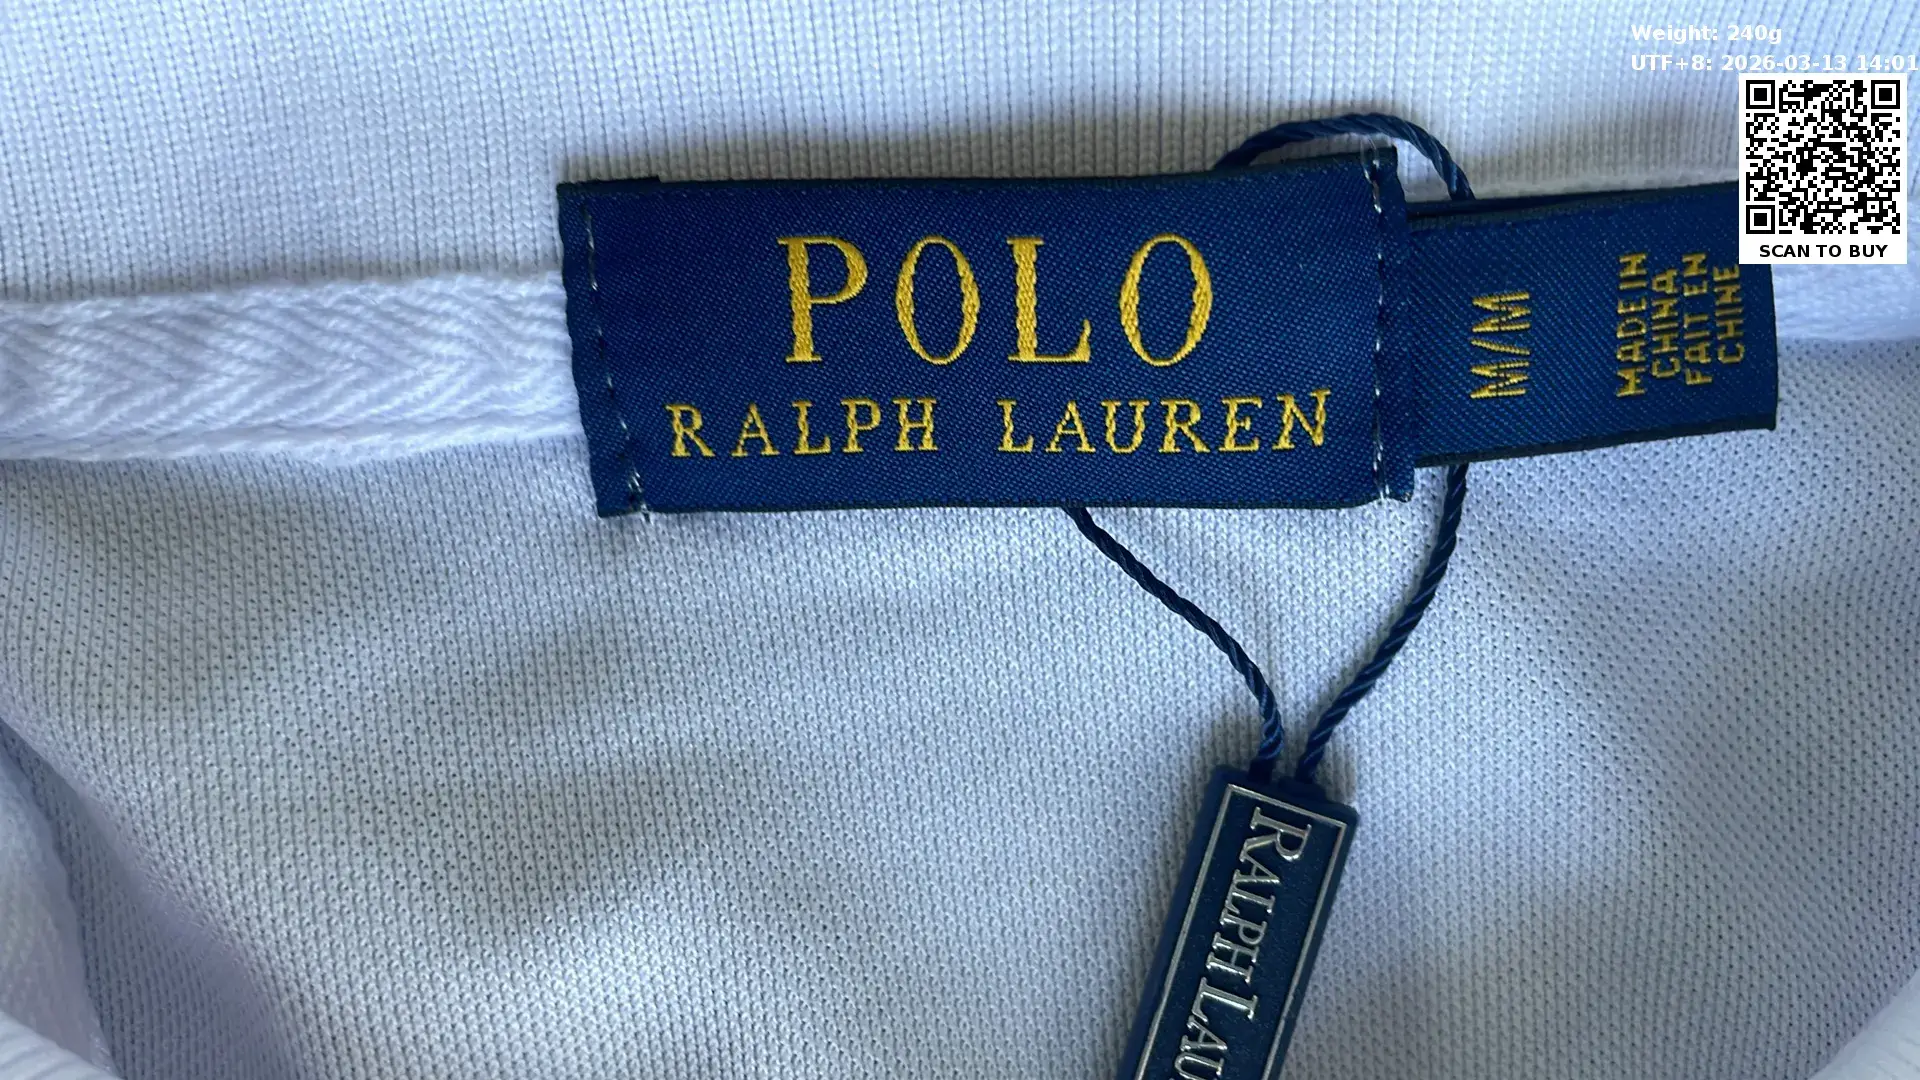 Weight: 240g
UTF+8: 2026-03-13 14:01
SCAN TO BUY
POLO
RALPH LAUREN
M/M
MADE IN
CHINA
FAIT EN
CHINE
RALPH LAU